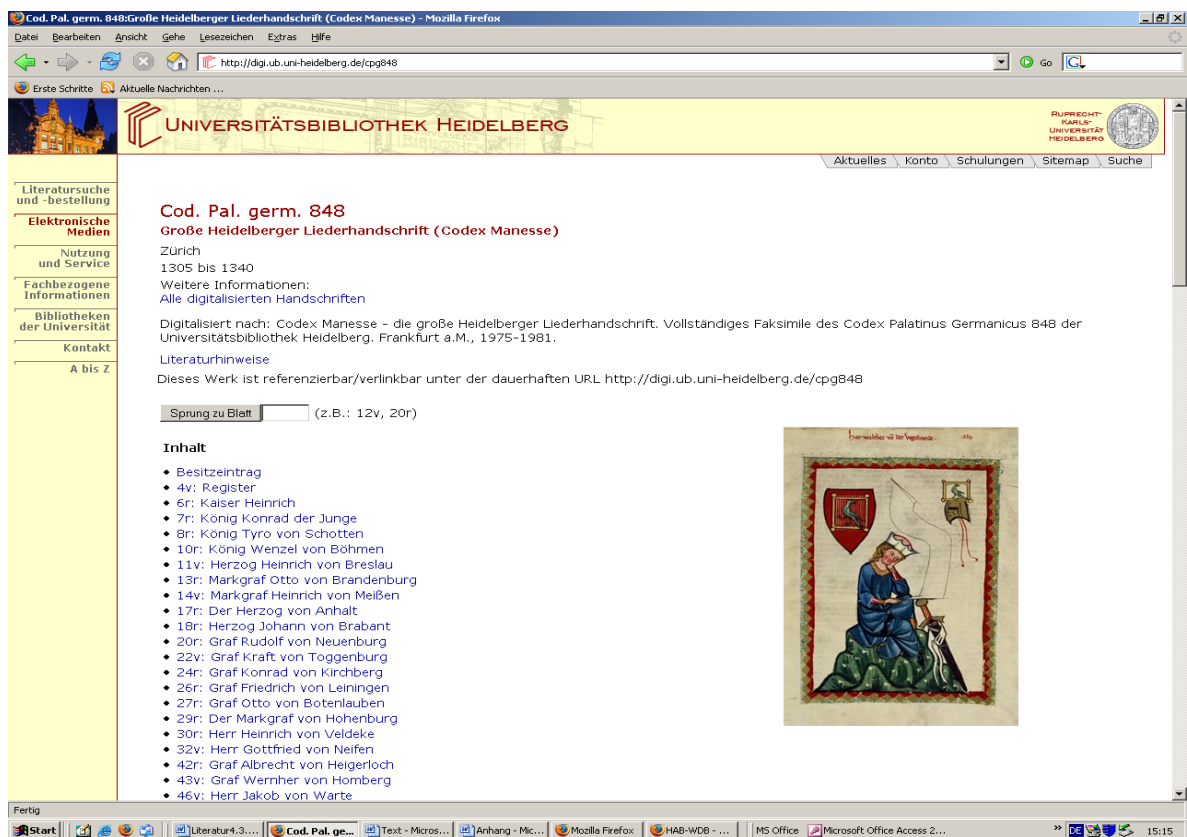 Cod. Pal. germ. 848:Große Heidelberger Liederhandschrift (Codex Manesse) - Mozilla Firefox
Datei Bearbeiten Ansicht Gehe Lesezeichen Extras Hilfe
http://digi.ub.uni-heidelberg.de/cpg848 Go
Erste Schritte Aktuelle Nachrichten ...
UNIVERSITÄTSBIBLIOTHEK HEIDELBERG
RUPRECHT-
KARLS-
UNIVERSITÄT
HEIDELBERG
Aktuelles Konto Schulungen Sitemap Suche
Literatursuche
und -bestellung
Elektronische
Medien
Nutzung
und Service
Fachbezogene
Informationen
Bibliotheken
der Universität
Kontakt
A bis Z
Cod. Pal. germ. 848
Große Heidelberger Liederhandschrift (Codex Manesse)
Zürich
1305 bis 1340
Weitere Informationen:
Alle digitalisierten Handschriften
Digitalisiert nach: Codex Manesse – die große Heidelberger Liederhandschrift. Vollständiges Faksimile des Codex Palatinus Germanicus 848 der
Universitätsbibliothek Heidelberg. Frankfurt a.M., 1975-1981.
Literaturhinweise
Dieses Werk ist referenzierbar/verlinkbar unter der dauerhaften URL http://digi.ub.uni-heidelberg.de/cpg848
Sprung zu Blatt (z.B.: 12v, 20r)
Inhalt
Besitzeintrag
4v: Register
6r: Kaiser Heinrich
7r: König Konrad der Junge
8r: König Tyro von Schotten
10r: König Wenzel von Böhmen
11v: Herzog Heinrich von Breslau
13r: Markgraf Otto von Brandenburg
14v: Markgraf Heinrich von Meißen
17r: Der Herzog von Anhalt
18r: Herzog Johann von Brabant
20r: Graf Rudolf von Neuenburg
22v: Graf Kraft von Toggenburg
24r: Graf Konrad von Kirchberg
26r: Graf Friedrich von Leiningen
27r: Graf Otto von Botenlauben
29r: Der Markgraf von Hohenburg
30r: Herr Heinrich von Veldeke
32v: Herr Gottfried von Neifen
42r: Graf Albrecht von Heigerloch
43v: Graf Wernher von Homberg
46v: Herr Jakob von Warte
Fertig
Start Literatur4.3.... Cod. Pal. ge... Text - Micros... Anhang - Mic... Mozilla Firefox HAB-WDB - ... MS Office Microsoft Office Access 2... » DE 15:15